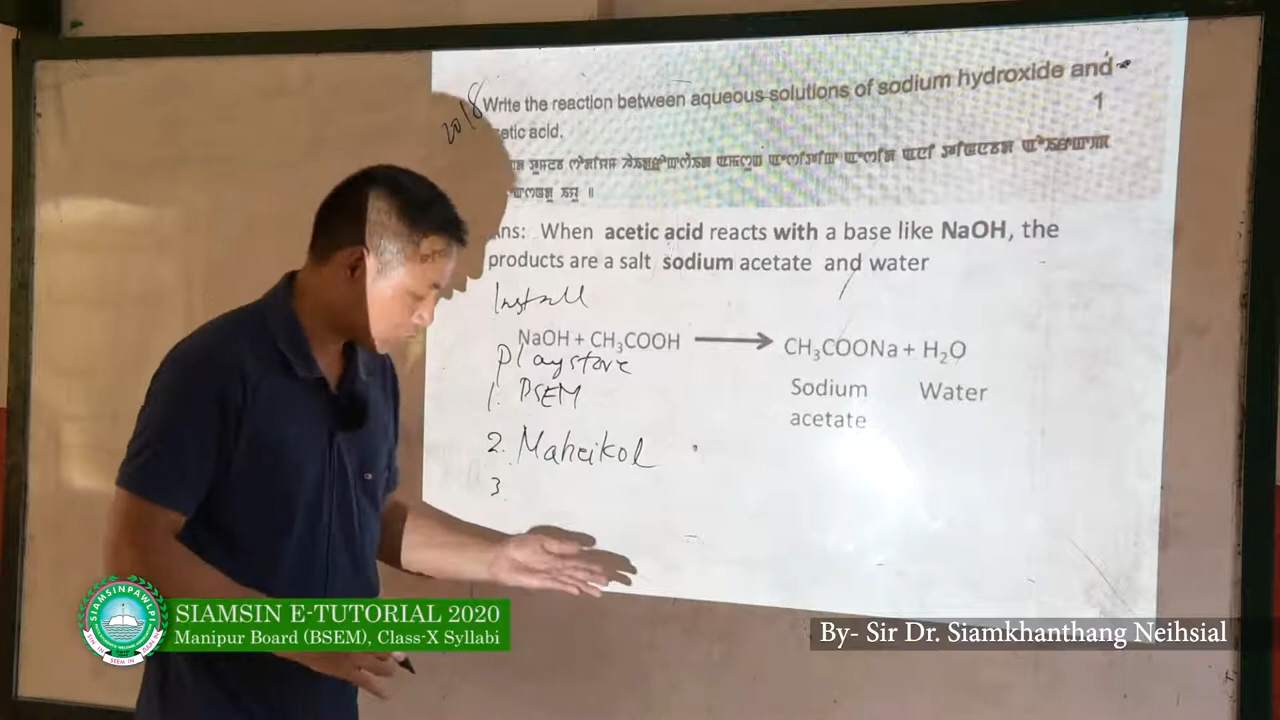 2018
Write the reaction between aqueous solutions of sodium hydroxide and
etic acid.
1
Ans: When acetic acid reacts with a base like NaOH, the
products are a salt sodium acetate and water
Install
NaOH + CH₃COOH ⟶ CH₃COONa + H₂O
Playstore
Sodium Water
acetate
1. BSEM
2. Maheikol
3.
SIAMSINPAWLPI
SIAMSIN E-TUTORIAL 2020
Manipur Board (BSEM), Class-X Syllabi
By- Sir Dr. Siamkhanthang Neihsial